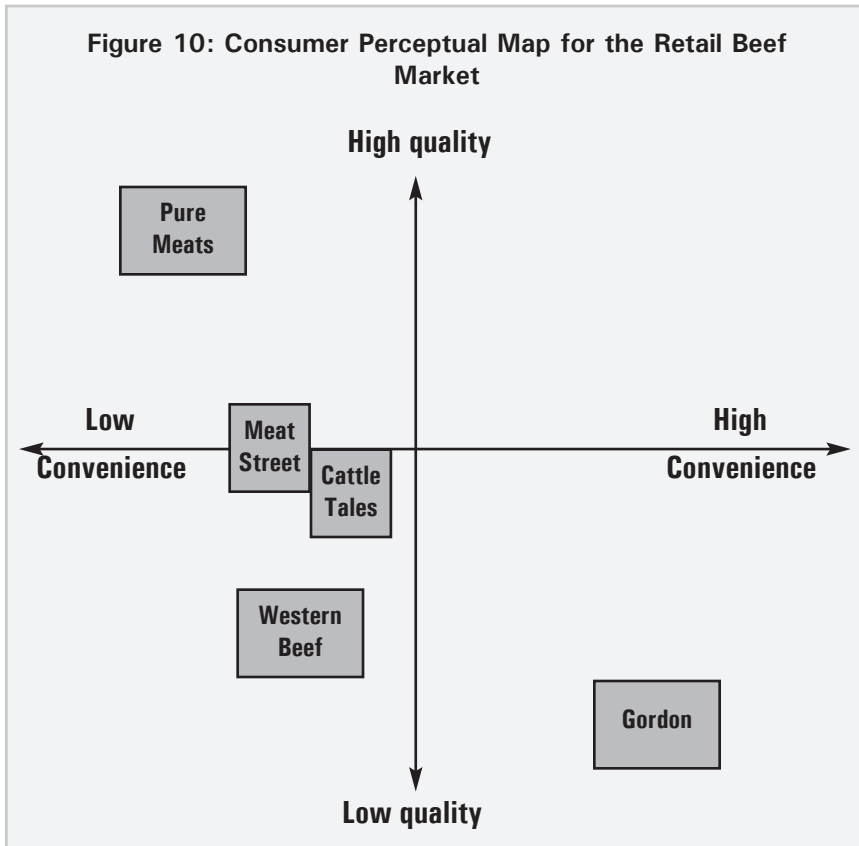 Figure 10: Consumer Perceptual Map for the Retail Beef
Market
High quality
Pure
Meats
Low
Convenience
Meat
Street
Cattle
Tales
High
Convenience
Western
Beef
Gordon
Low quality